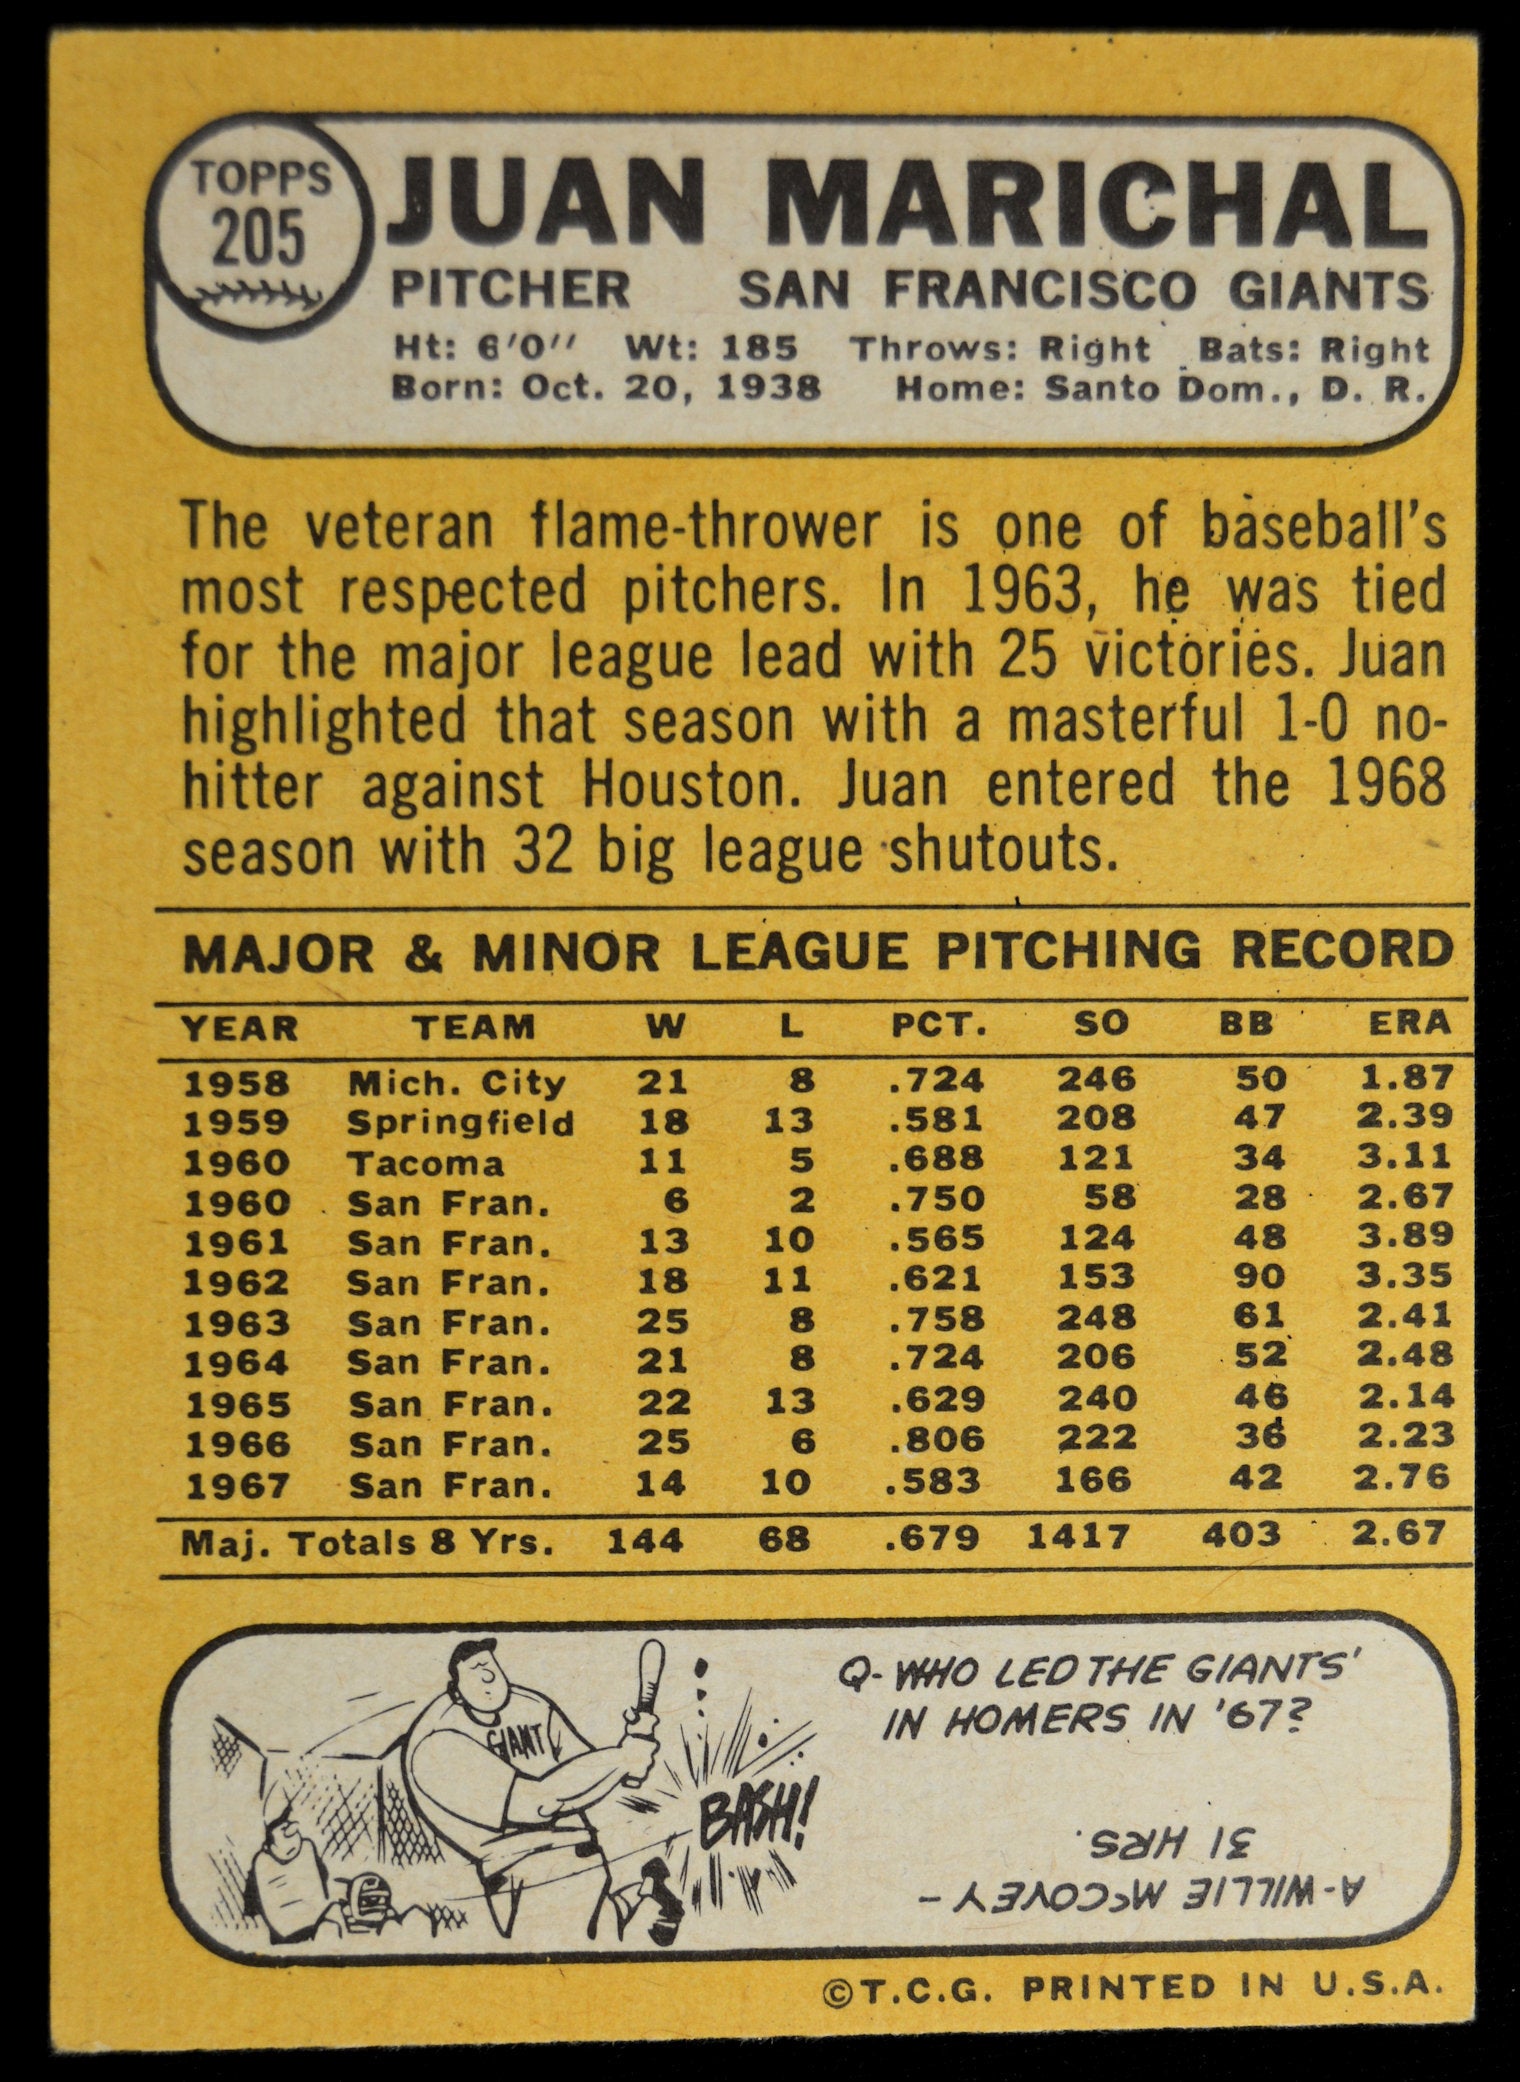 TOPPS
205
JUAN MARICHAL
PITCHER SAN FRANCISCO GIANTS
Ht: 6'0'' Wt: 185 Throws: Right Bats: Right
Born: Oct. 20, 1938 Home: Santo Dom., D. R.
The veteran flame-thrower is one of baseball's
most respected pitchers. In 1963, he was tied
for the major league lead with 25 victories. Juan
highlighted that season with a masterful 1-0 no-
hitter against Houston. Juan entered the 1968
season with 32 big league shutouts.
MAJOR & MINOR LEAGUE PITCHING RECORD
YEAR TEAM W L PCT. SO BB ERA
1958 Mich. City 21 8 .724 246 50 1.87
1959 Springfield 18 13 .581 208 47 2.39
1960 Tacoma 11 5 .688 121 34 3.11
1960 San Fran. 6 2 .750 58 28 2.67
1961 San Fran. 13 10 .565 124 48 3.89
1962 San Fran. 18 11 .621 153 90 3.35
1963 San Fran. 25 8 .758 248 61 2.41
1964 San Fran. 21 8 .724 206 52 2.48
1965 San Fran. 22 13 .629 240 46 2.14
1966 San Fran. 25 6 .806 222 36 2.23
1967 San Fran. 14 10 .583 166 42 2.76
Maj. Totals 8 Yrs. 144 68 .679 1417 403 2.67
GIANT
BASH!
Q- WHO LED THE GIANTS'
IN HOMERS IN '67?
A-WILLIE McCOVEY -
31 HRS.
©T.C.G. PRINTED IN U.S.A.